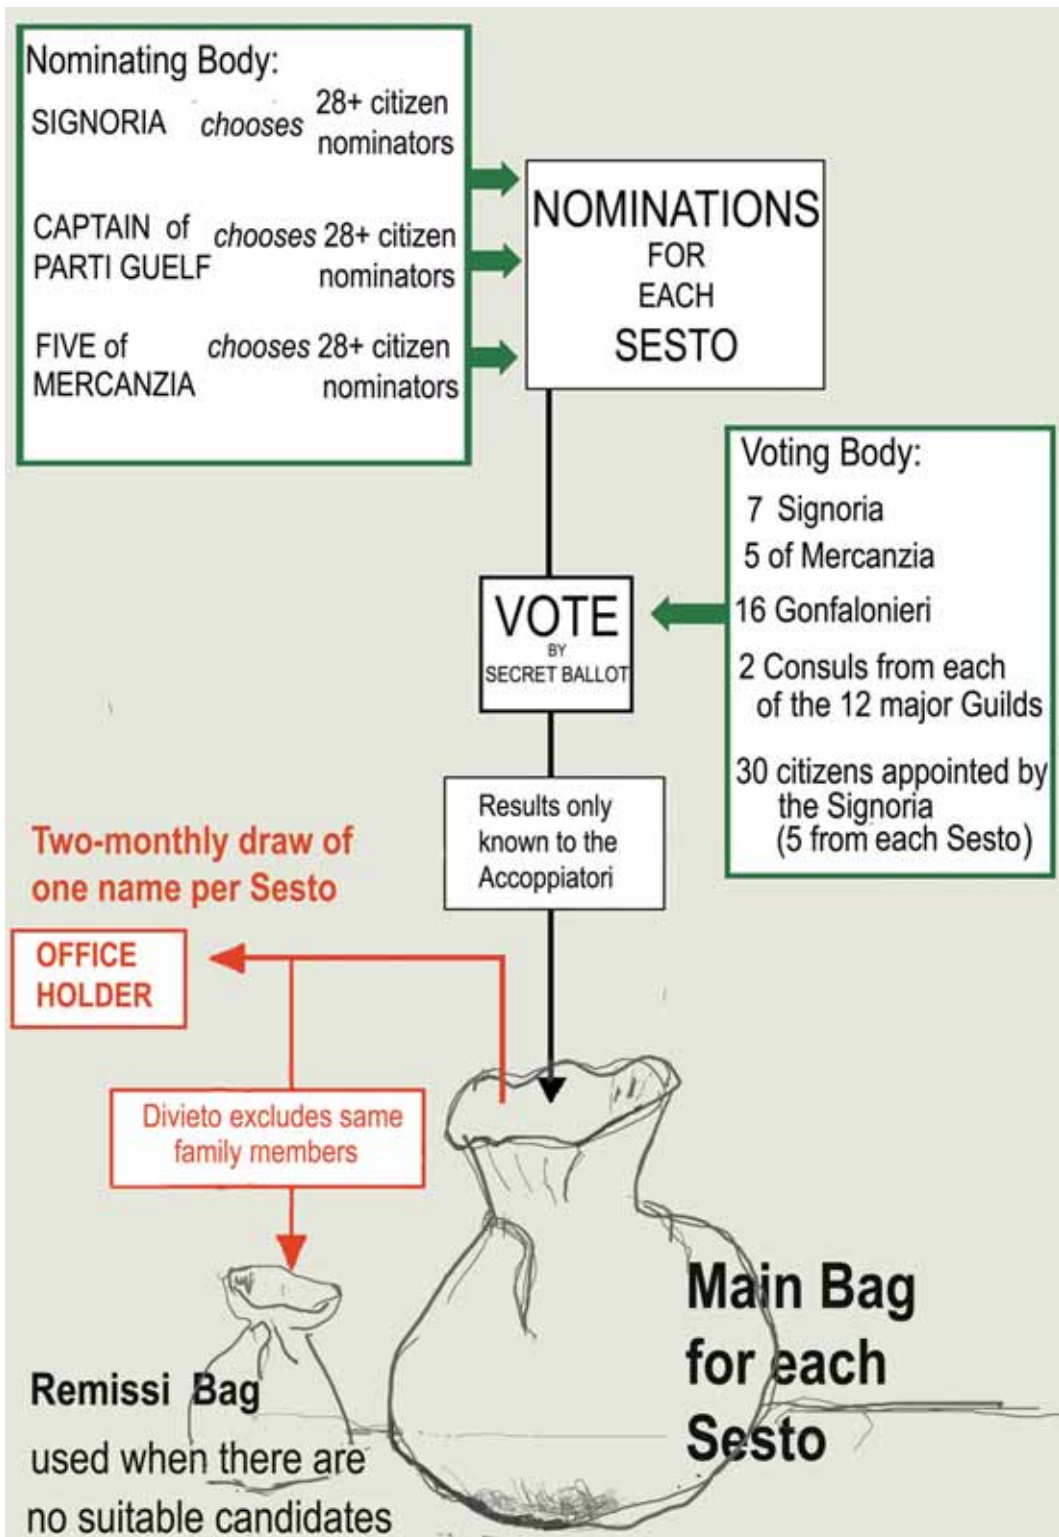 Nominating Body:
SIGNORIA chooses 28+ citizen
nominators
CAPTAIN of
PARTI GUELF chooses 28+ citizen
nominators
FIVE of
MERCANZIA chooses 28+ citizen
nominators
NOMINATIONS
FOR
EACH
SESTO
Voting Body:
7 Signoria
5 of Mercanzia
16 Gonfalonieri
2 Consuls from each
of the 12 major Guilds
30 citizens appointed by
the Signoria
(5 from each Sesto)
VOTE
BY
SECRET BALLOT
Results only
known to the
Accoppiatori
Two-monthly draw of
one name per Sesto
OFFICE
HOLDER
Divieto excludes same
family members
Main Bag
for each
Sesto
Remissi Bag
used when there are
no suitable candidates